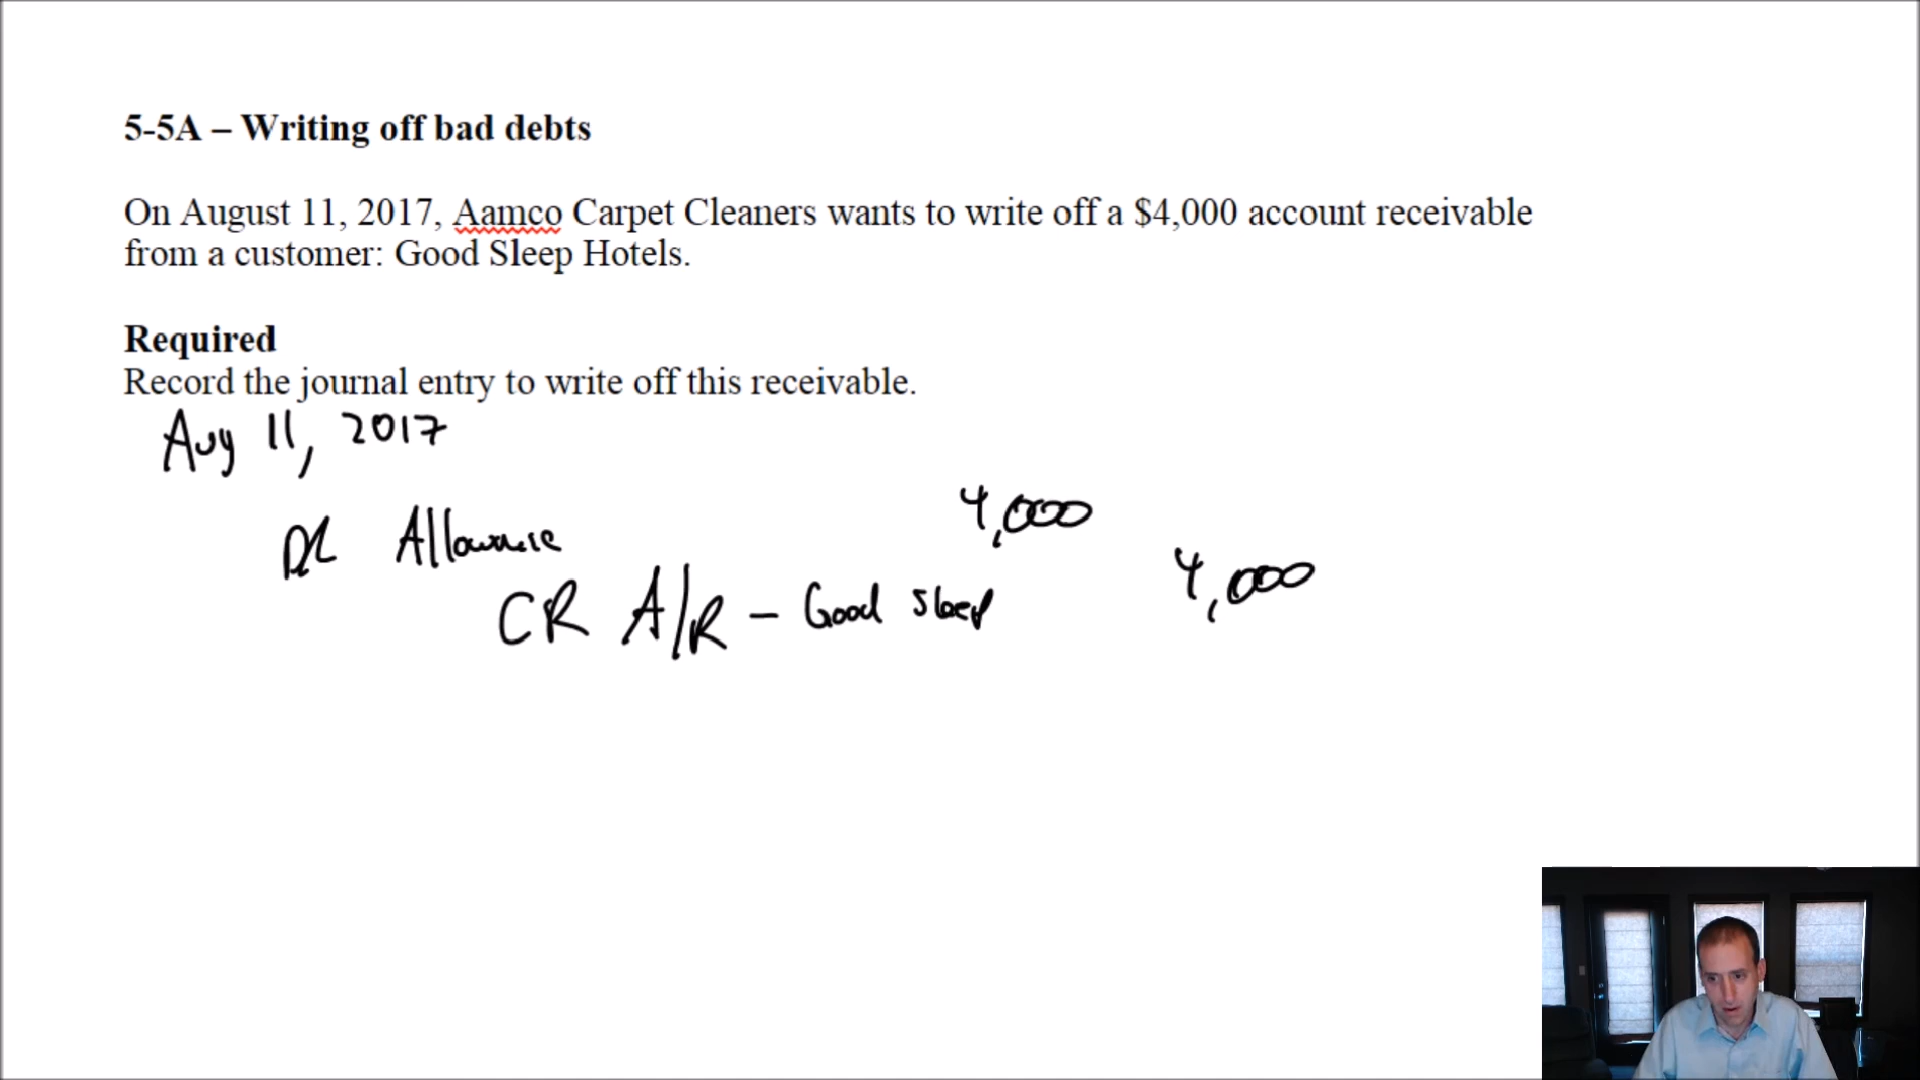 5-5A – Writing off bad debts
On August 11, 2017, Aamco Carpet Cleaners wants to write off a $4,000 account receivable
from a customer: Good Sleep Hotels.
Required
Record the journal entry to write off this receivable.
Aug 11, 2017
DR Allowance 4,000
CR A/R – Good Sleep 4,000